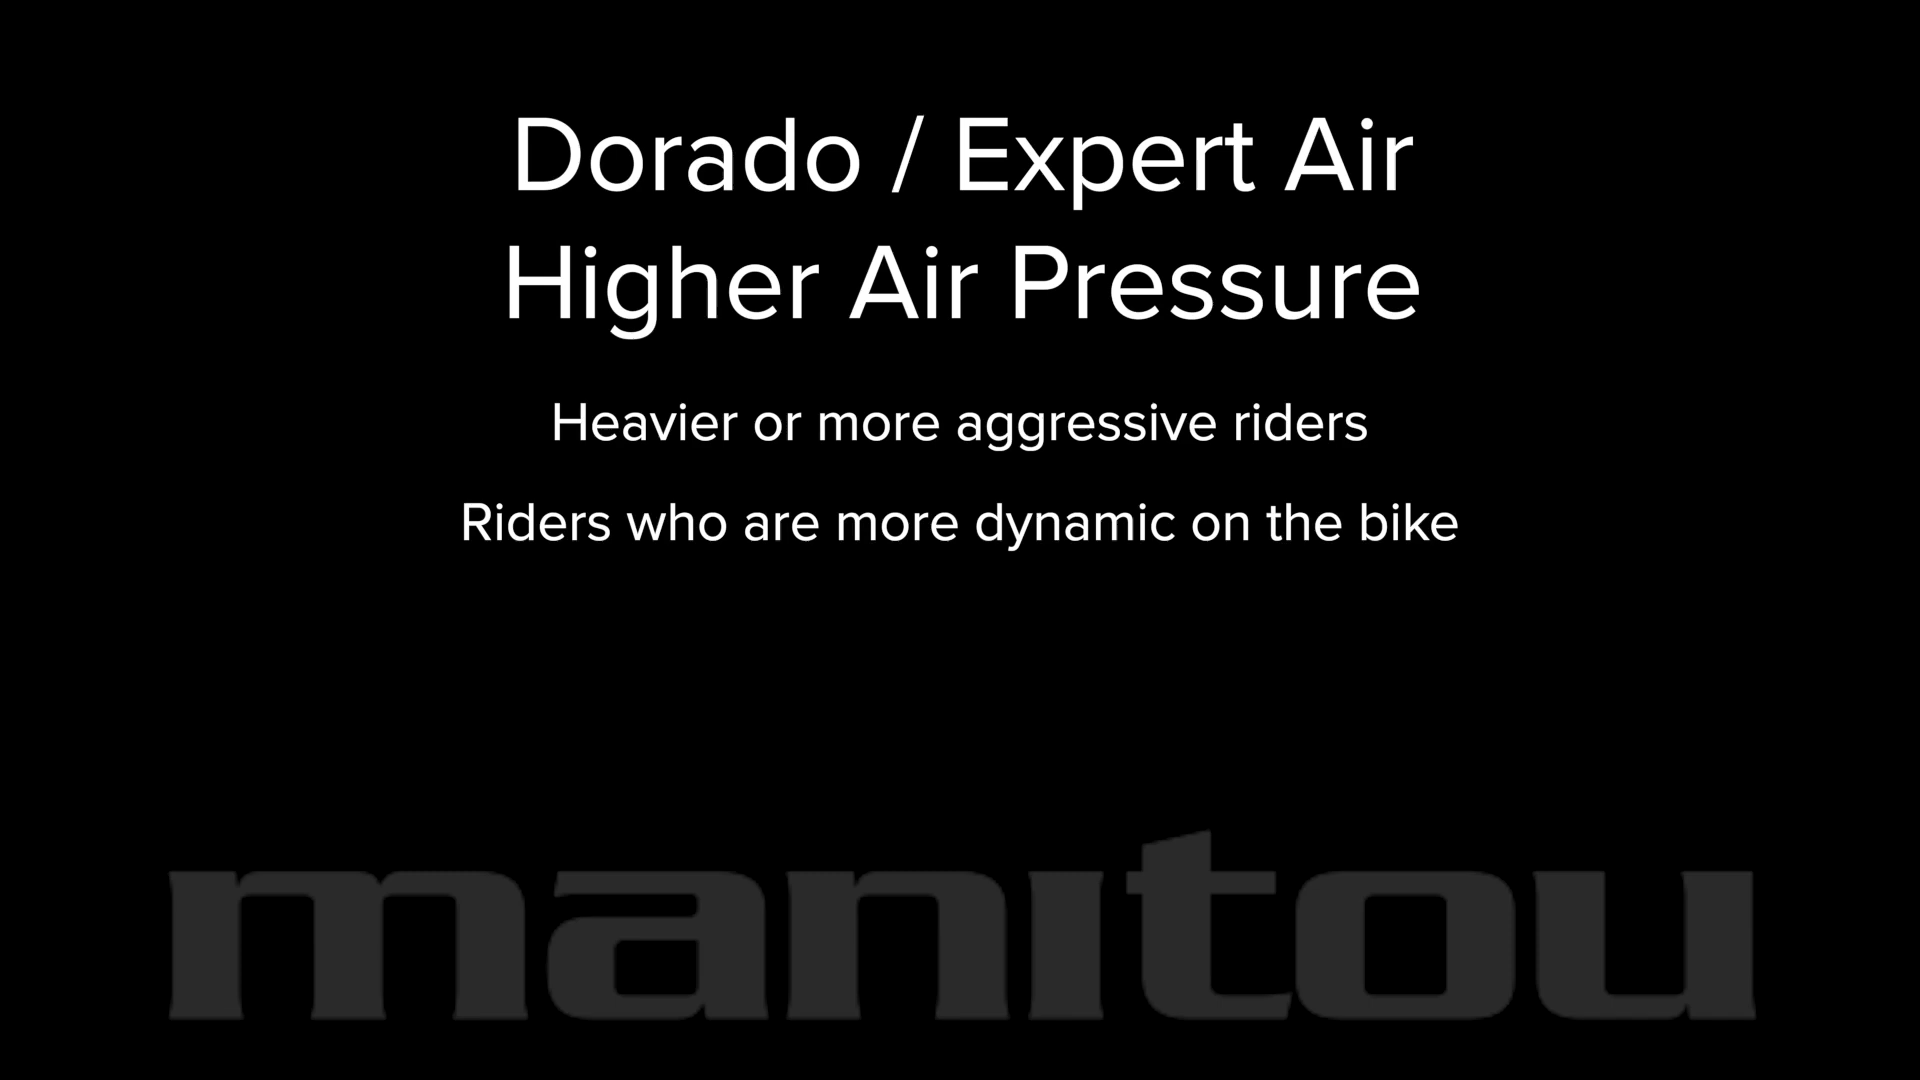 Dorado / Expert Air
Higher Air Pressure
Heavier or more aggressive riders
Riders who are more dynamic on the bike
manitou